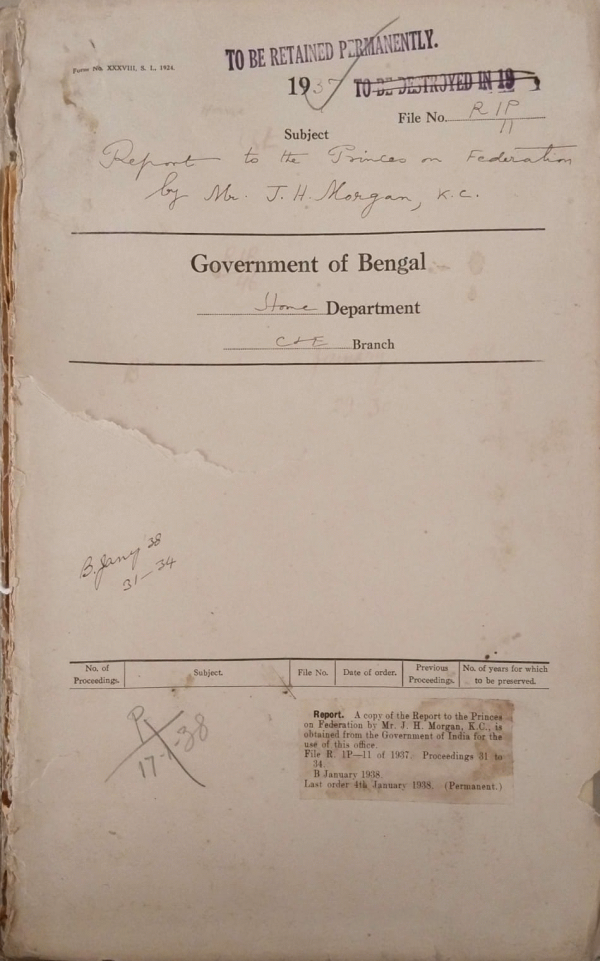 TO BE RETAINED PERMANENTLY.
Form No. XXXVIII, S. I., 1924.
1937 TO BE DESTROYED IN 19
File No. R 1P
11
Subject
Report to the Princes on Federation
by Mr. J. H. Morgan, K.C.
Government of Bengal
Home Department
C & E Branch
B. Jany '38
31–34
No. of Proceedings. Subject. File No. Date of order. Previous Proceedings. No. of years for which to be preserved.
17-1-38
Report. A copy of the Report to the Princes
on Federation by Mr. J. H. Morgan, K.C., is
obtained from the Government of India for the
use of this office.
File R. 1P—11 of 1937. Proceedings 31 to
34.
B January 1938.
Last order 4th January 1938. (Permanent.)